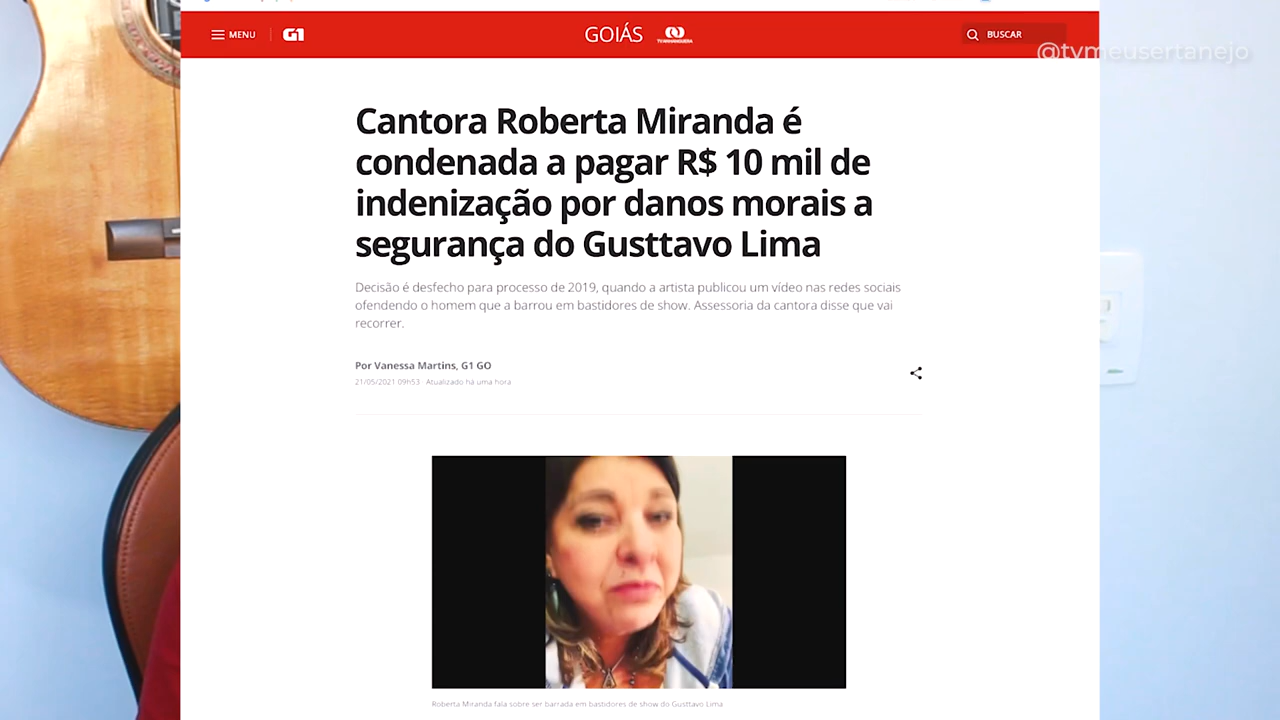 MENU
G1
GOIÁS
BUSCAR
@tvmeusertanejo
Cantora Roberta Miranda é
condenada a pagar R$ 10 mil de
indenização por danos morais a
segurança do Gusttavo Lima
Decisão é desfecho para processo de 2019, quando a artista publicou um vídeo nas redes sociais
ofendendo o homem que a barrou em bastidores de show. Assessoria da cantora disse que vai
recorrer.
Por Vanessa Martins, G1 GO
21/05/2021 09h53 Atualizado há uma hora
Roberta Miranda fala sobre ser barrada em bastidores de show do Gusttavo Lima